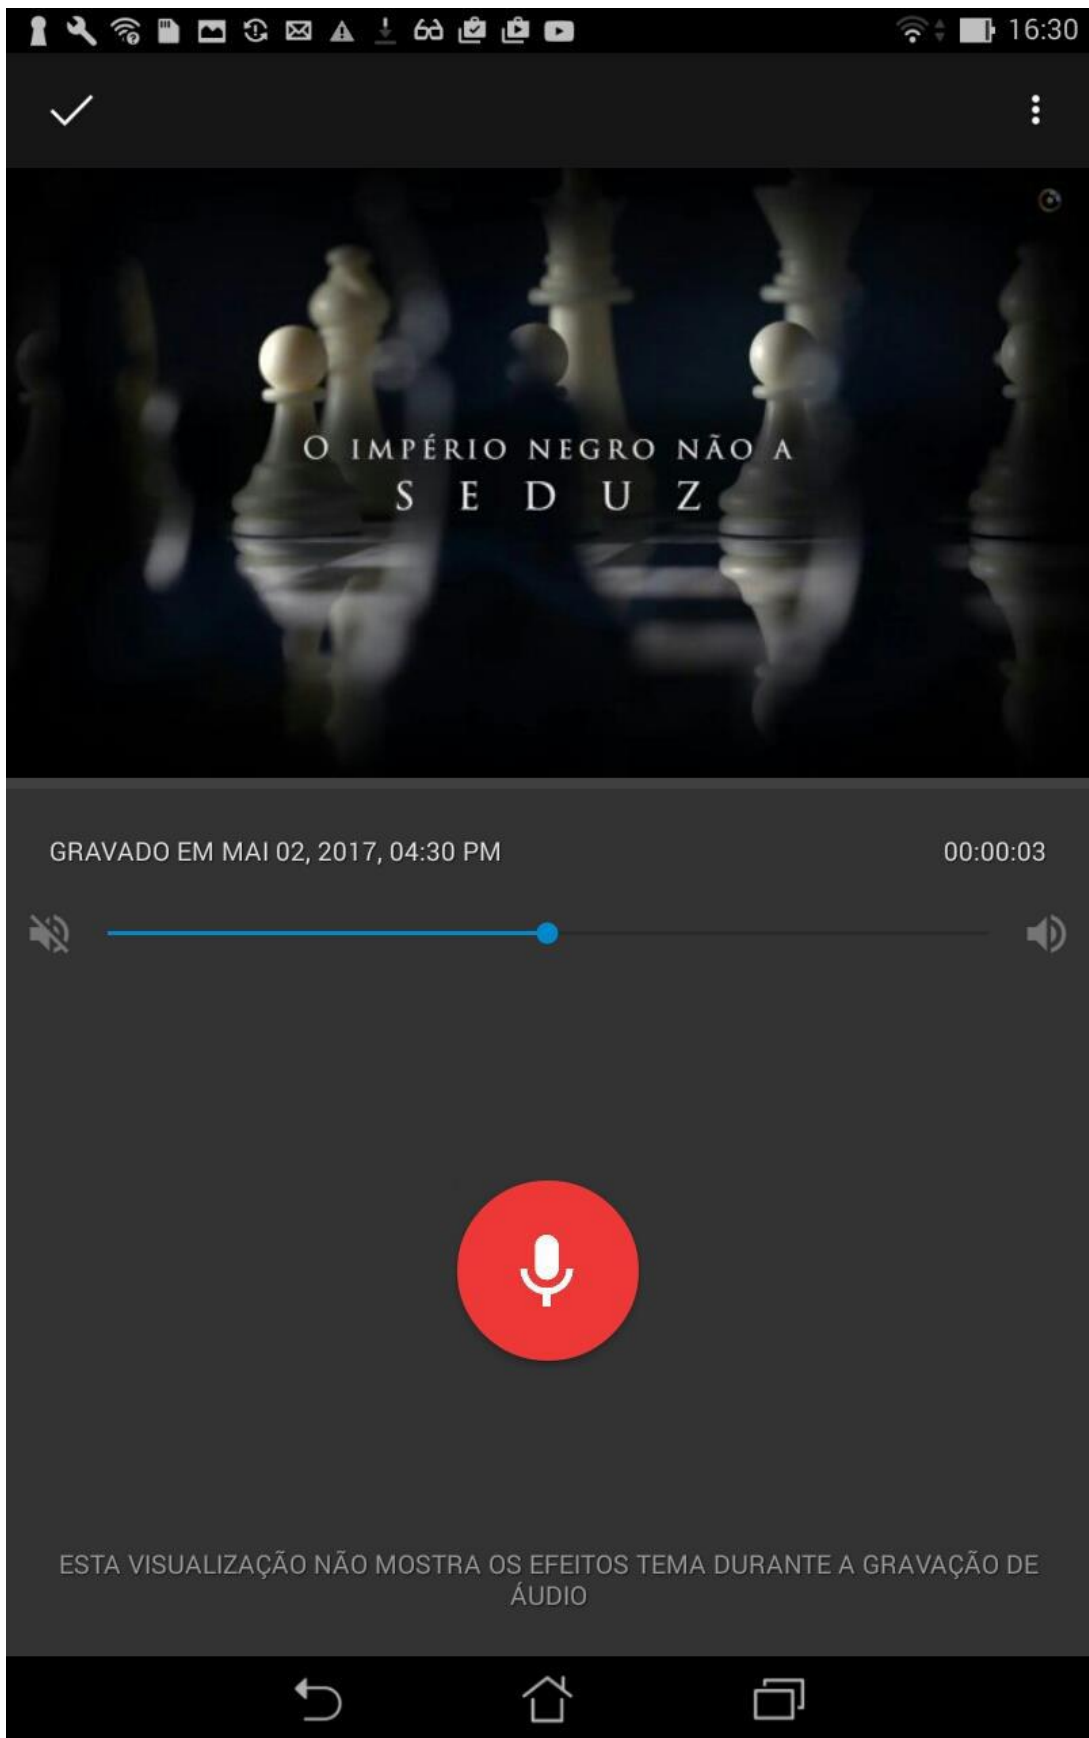 16:30
O IMPÉRIO NEGRO NÃO A
SEDUZ
GRAVADO EM MAI 02, 2017, 04:30 PM
00:00:03
ESTA VISUALIZAÇÃO NÃO MOSTRA OS EFEITOS TEMA DURANTE A GRAVAÇÃO DE
ÁUDIO